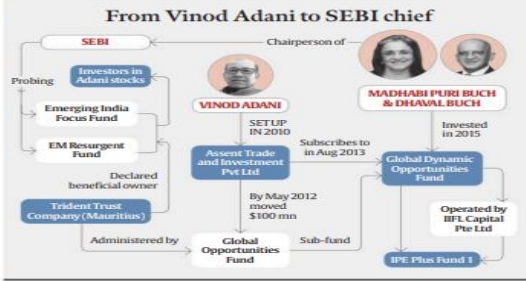 From Vinod Adani to SEBI chief
SEBI
Chairperson of
Probing
Investors in
Adani stocks
Emerging India
Focus Fund
EM Resurgent
Fund
Declared
beneficial owner
Trident Trust
Company (Mauritius)
Administered by
VINOD ADANI
SETUP
IN 2010
Assent Trade
and Investment
Pvt Ltd
By May 2012
moved
$100 mn
Global
Opportunities
Fund
Subscribes to
in Aug 2013
Sub-fund
MADHABI PURI BUCH
& DHAVAL BUCH
Invested
in 2015
Global Dynamic
Opportunities
Fund
Operated by
IIFL Capital
Pte Ltd
IPE Plus Fund 1